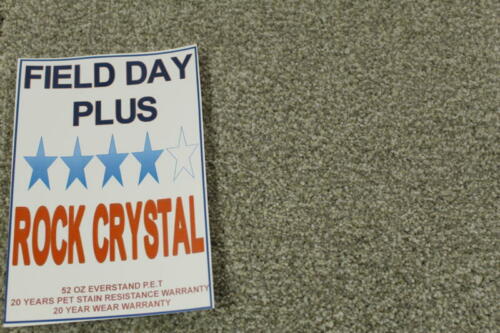 FIELD DAY
PLUS
ROCK CRYSTAL
52 OZ EVERSTAND P.E.T
20 YEARS PET STAIN RESISTANCE WARRANTY
20 YEAR WEAR WARRANTY